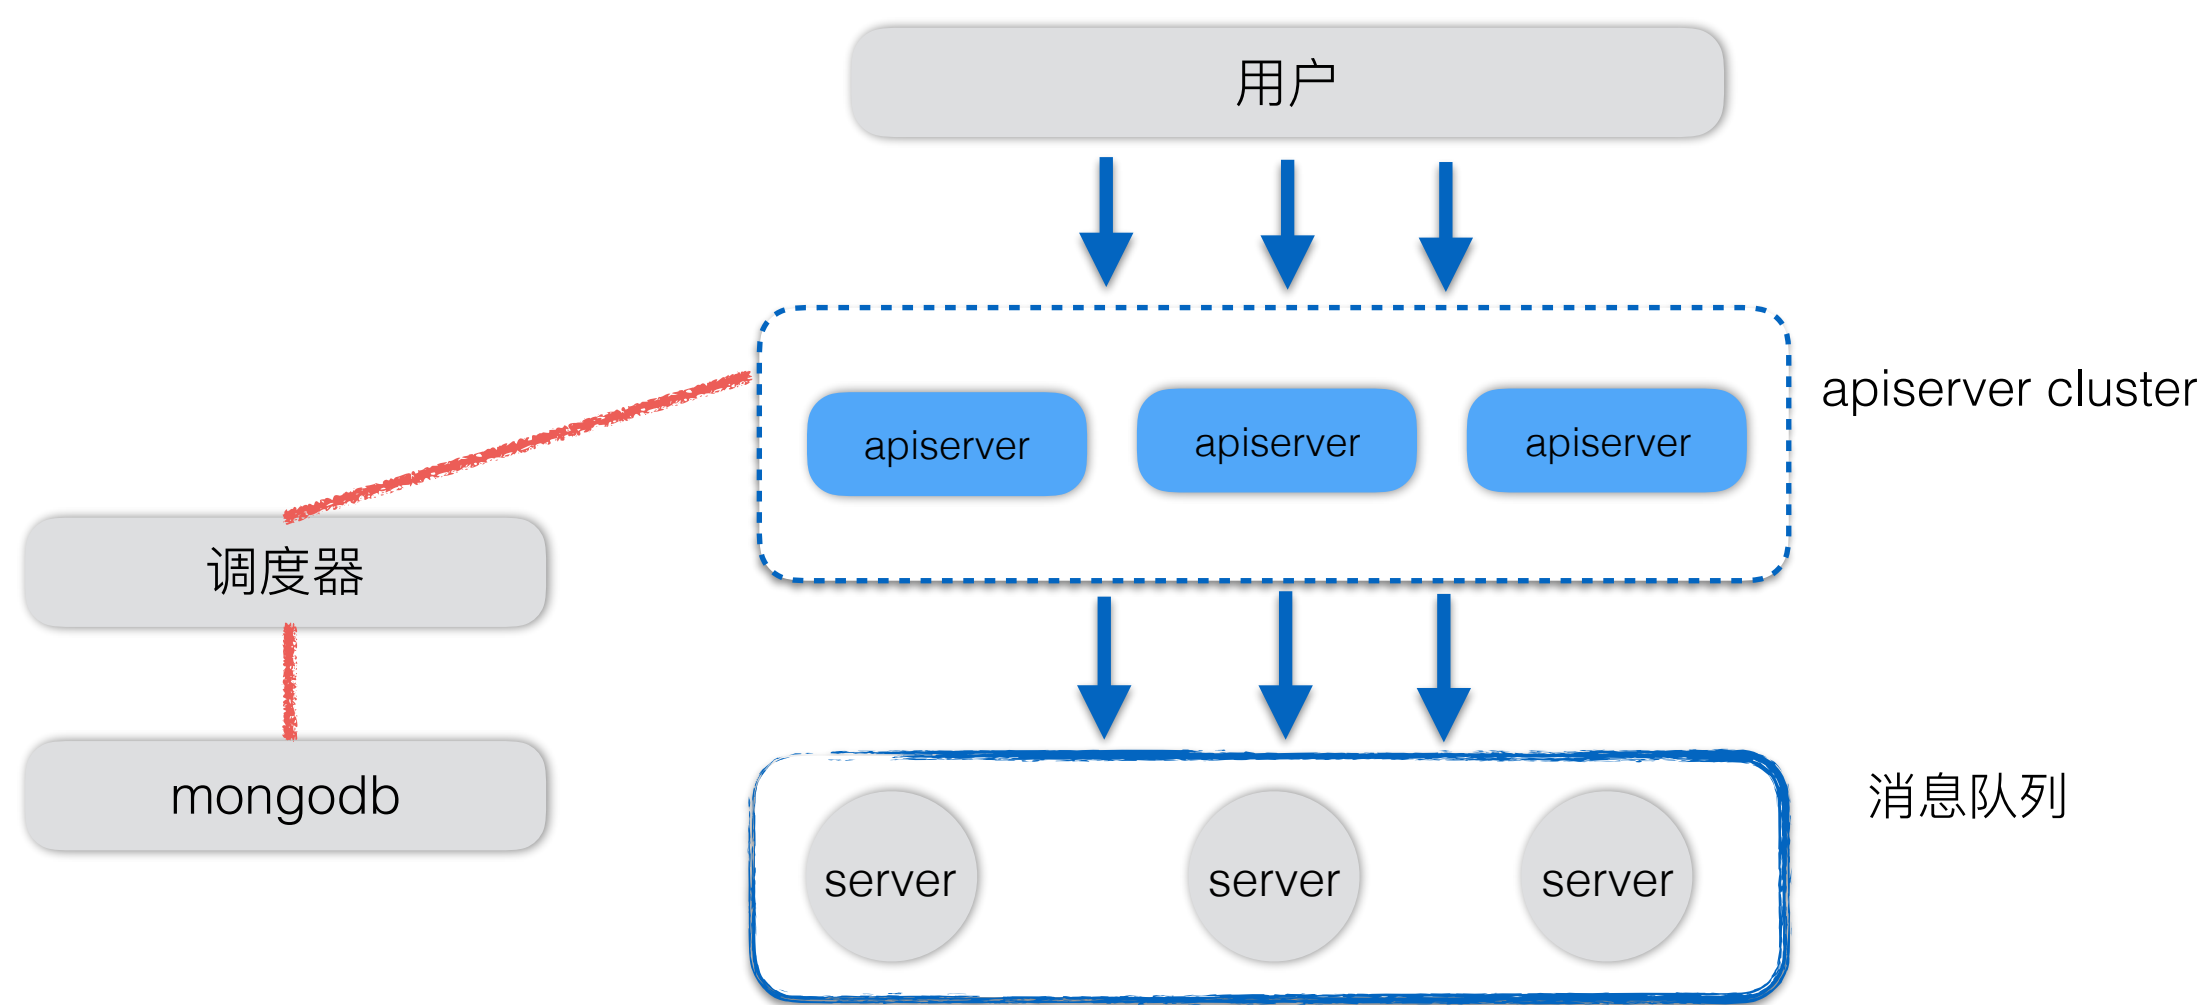 用户
apiserver cluster
apiserver
apiserver
apiserver
调度器
mongodb
消息队列
server
server
server